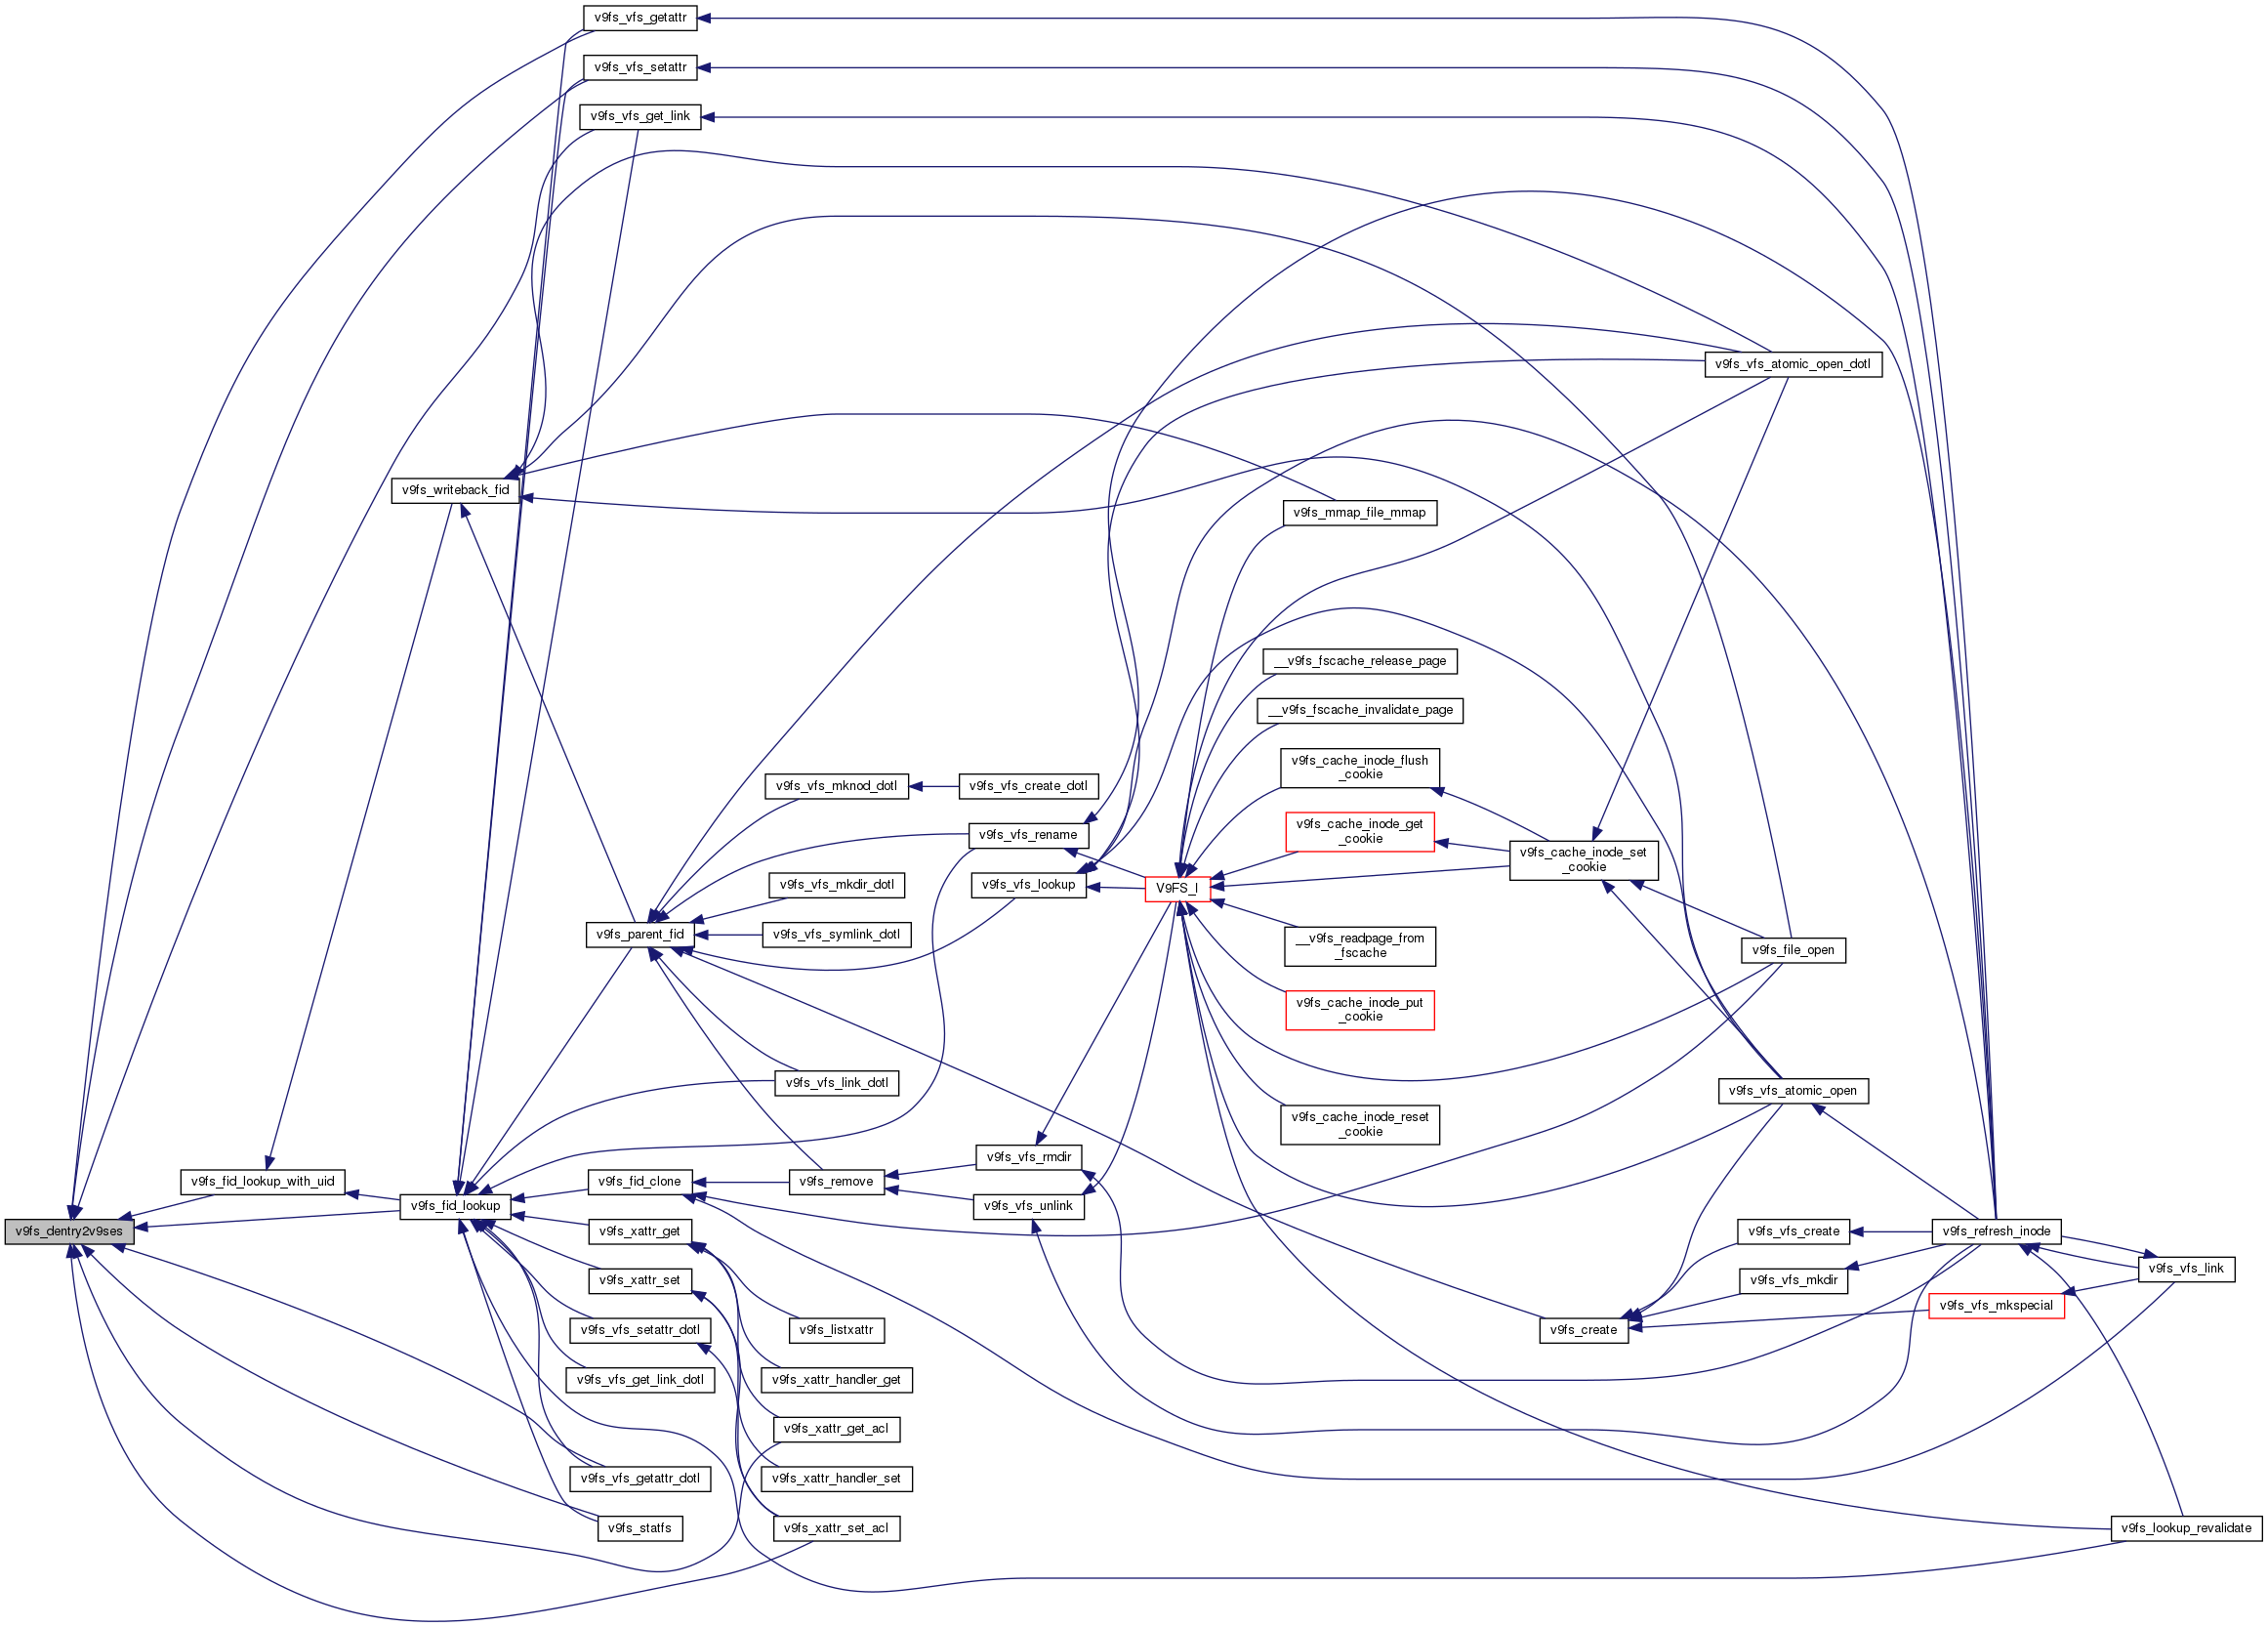 v9fs_vfs_getattr
v9fs_vfs_setattr
v9fs_vfs_get_link
v9fs_vfs_atomic_open_dotl
v9fs_writeback_fid
v9fs_mmap_file_mmap
__v9fs_fscache_release_page
__v9fs_fscache_invalidate_page
v9fs_cache_inode_flush
_cookie
v9fs_vfs_mknod_dotl
v9fs_vfs_create_dotl
v9fs_vfs_rename
v9fs_cache_inode_get
_cookie
v9fs_cache_inode_set
_cookie
v9fs_vfs_mkdir_dotl
v9fs_vfs_lookup
V9FS_I
v9fs_parent_fid
v9fs_vfs_symlink_dotl
__v9fs_readpage_from
_fscache
v9fs_file_open
v9fs_cache_inode_put
_cookie
v9fs_vfs_link_dotl
v9fs_vfs_atomic_open
v9fs_cache_inode_reset
_cookie
v9fs_vfs_rmdir
v9fs_fid_lookup_with_uid
v9fs_fid_clone
v9fs_remove
v9fs_fid_lookup
v9fs_vfs_unlink
v9fs_dentry2v9ses
v9fs_xattr_get
v9fs_vfs_create
v9fs_refresh_inode
v9fs_xattr_set
v9fs_vfs_mkdir
v9fs_vfs_link
v9fs_vfs_mkspecial
v9fs_vfs_setattr_dotl
v9fs_listxattr
v9fs_create
v9fs_vfs_get_link_dotl
v9fs_xattr_handler_get
v9fs_xattr_get_acl
v9fs_vfs_getattr_dotl
v9fs_xattr_handler_set
v9fs_statfs
v9fs_xattr_set_acl
v9fs_lookup_revalidate